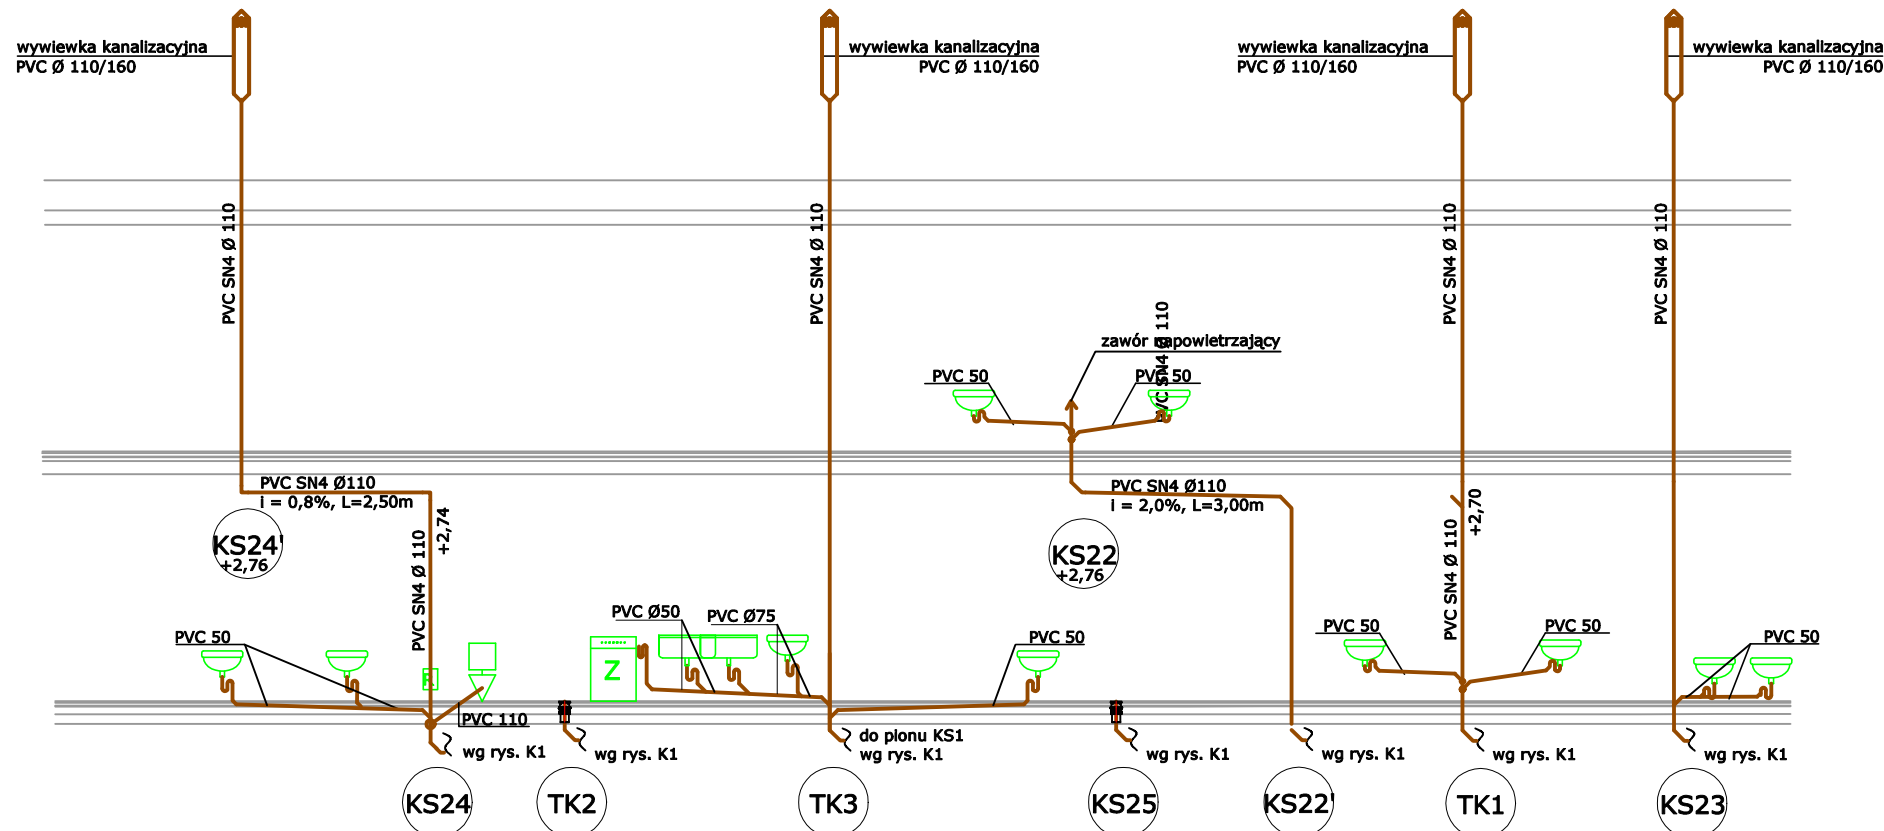 wywiewka kanalizacyjna
PVC Ø 110/160
wywiewka kanalizacyjna
PVC Ø 110/160
wywiewka kanalizacyjna
PVC Ø 110/160
wywiewka kanalizacyjna
PVC Ø 110/160
PVC SN4 Ø 110
PVC SN4 Ø 110
PVC SN4 Ø 110
PVC SN4 Ø 110
PVC SN4 Ø 110
zawór napowietrzający
PVC 50
PVC 50
PVC SN4 Ø110
i = 0,8%, L=2,50m
PVC SN4 Ø110
i = 2,0%, L=3,00m
+2,74
PVC SN4 Ø 110
+2,70
PVC SN4 Ø 110
KS24'
+2,76
KS22
+2,76
PVC 50
PVC Ø50
PVC Ø75
PVC 50
PVC 50
PVC 50
PVC 50
Z
R
PVC 110
wg rys. K1
wg rys. K1
do pionu KS1
wg rys. K1
wg rys. K1
wg rys. K1
wg rys. K1
wg rys. K1
KS24
TK2
TK3
KS25
KS22'
TK1
KS23